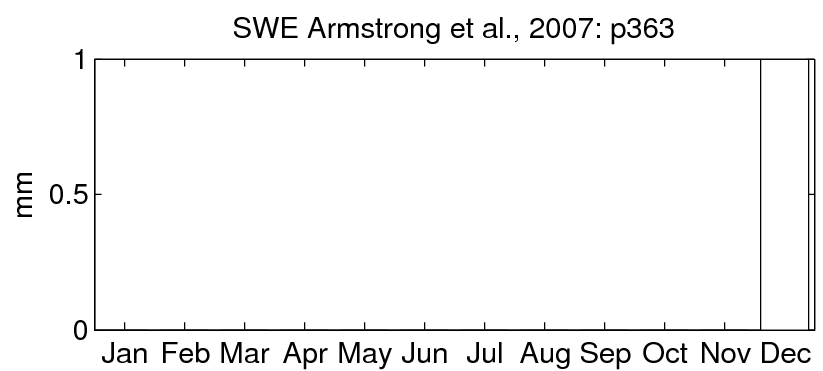 SWE Armstrong et al., 2007: p363
1
0.5
0
mm
Jan Feb Mar Apr May Jun Jul Aug Sep Oct Nov Dec